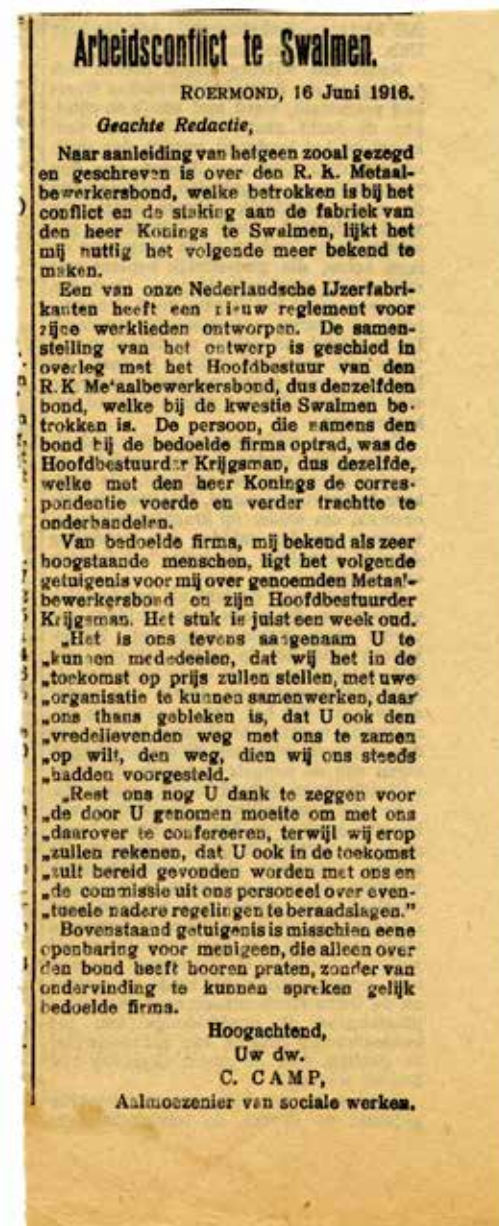 Arbeidsconflict te Swalmen.
ROERMOND, 16 Juni 1916.
Geachte Redactie,
Naar aanleiding van hetgeen zooal gezegd
en geschreven is over den R. K. Metaal-
bewerkersbond, welke betrokken is bij het
conflict en de staking aan de fabriek van
den heer Konings te Swalmen, lijkt het
mij nuttig het volgende meer bekend te
maken.
Een van onze Nederlandsche IJzerfabri-
kanten heeft een nieuw reglement voor
zijne werklieden ontworpen. De samen-
stelling van het ontwerp is geschied in
overleg met het Hoofdbestuur van den
R.K Metaalbewerkersbond, dus denzelfden
bond, welke bij de kwestie Swalmen be-
trokken is. De persoon, die namens den
bond bij de bedoelde firma optrad, was de
Hoofdbestuurder Krijgsman, dus dezelfde,
welke met den heer Konings de corres-
pondentie voerde en verder trachtte te
onderhandelen.
Van bedoelde firma, mij bekend als zeer
hoogstaande menschen, ligt het volgende
getuigenis voor mij over genoemden Metaal-
bewerkersbond en zijn Hoofdbestuurder
Krijgsman. Het stuk is juist een week oud.
„Het is ons tevens aangenaam U te
„kunnen mededeelen, dat wij het in de
„toekomst op prijs zullen stellen, met uwe
„organisatie te kunnen samenwerken, daar
„ons thans gebleken is, dat U ook den
„vredelievenden weg met ons te zamen
„op wilt, den weg, dien wij ons steeds
„hadden voorgesteld.
„Rest ons nog U dank te zeggen voor
„de door U genomen moeite om met ons
„daarover te confereeren, terwijl wij erop
„zullen rekenen, dat U ook in de toekomst
„zult bereid gevonden worden met ons en
„de commissie uit ons personeel over even-
„tueele nadere regelingen te beraadslagen.”
Bovenstaand getuigenis is misschien eene
openbaring voor menigeen, die alleen over
den bond heeft hooren praten, zonder van
ondervinding te kunnen spreken gelijk
bedoelde firma.
Hoogachtend,
Uw dw.
C. CAMP,
Aalmoezenier van sociale werken.